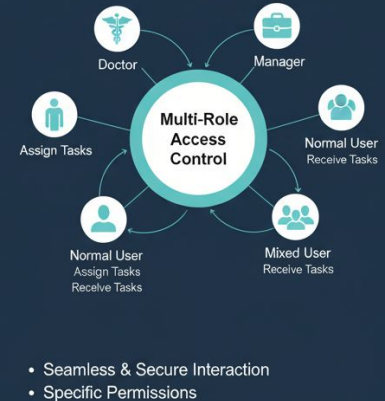 Doctor
Manager
Multi-Role
Access
Control
Assign Tasks
Normal User
Receive Tasks
Normal User
Assign Tasks
Receive Tasks
Mixed User
Receive Tasks
• Seamless & Secure Interaction
• Specific Permissions